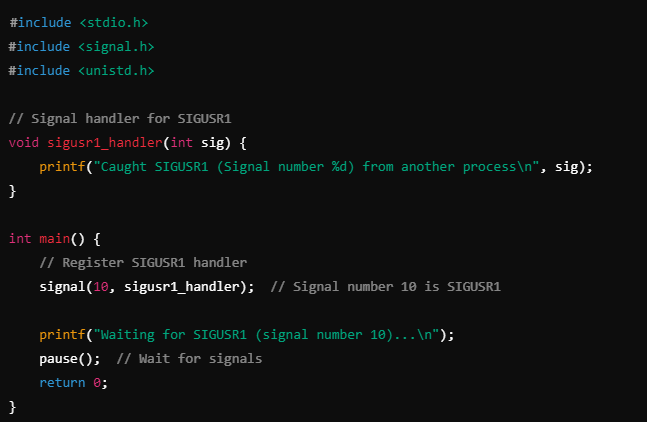 #include <stdio.h>
#include <signal.h>
#include <unistd.h>

// Signal handler for SIGUSR1
void sigusr1_handler(int sig) {
    printf("Caught SIGUSR1 (Signal number %d) from another process\n", sig);
}

int main() {
    // Register SIGUSR1 handler
    signal(10, sigusr1_handler);  // Signal number 10 is SIGUSR1

    printf("Waiting for SIGUSR1 (signal number 10)...\n");
    pause();  // Wait for signals
    return 0;
}